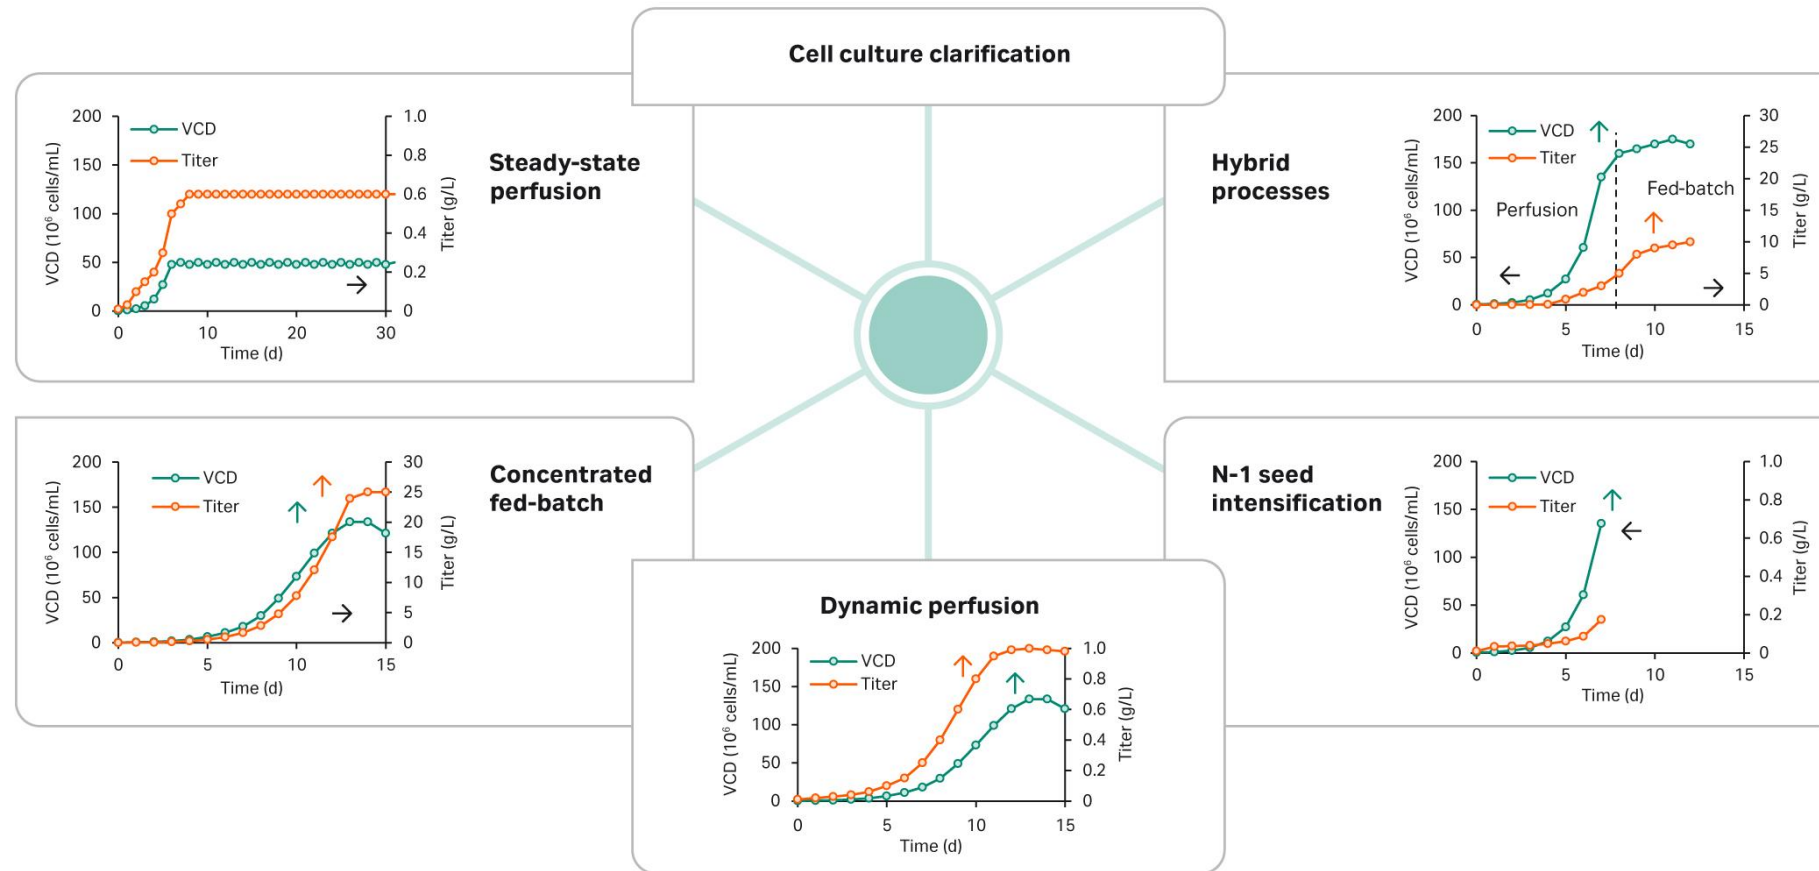 Cell culture clarification
Steady-state
perfusion
VCD
Titer
VCD (10⁶ cells/mL)
200
150
100
50
0
1.0
0.8
0.6
0.4
0.2
0
Titer (g/L)
0 10 20 30
Time (d)
Hybrid
processes
VCD
Titer
Perfusion
Fed-batch
VCD (10⁶ cells/mL)
200
150
100
50
0
30
25
20
15
10
5
0
Titer (g/L)
0 5 10 15
Time (d)
Concentrated
fed-batch
VCD
Titer
VCD (10⁶ cells/mL)
200
150
100
50
0
30
25
20
15
10
5
0
Titer (g/L)
0 5 10 15
Time (d)
N-1 seed
intensification
VCD
Titer
VCD (10⁶ cells/mL)
200
150
100
50
0
1.0
0.8
0.6
0.4
0.2
0
Titer (g/L)
0 5 10 15
Time (d)
Dynamic perfusion
VCD
Titer
VCD (10⁶ cells/mL)
200
150
100
50
0
1.0
0.8
0.6
0.4
0.2
0
Titer (g/L)
0 5 10 15
Time (d)